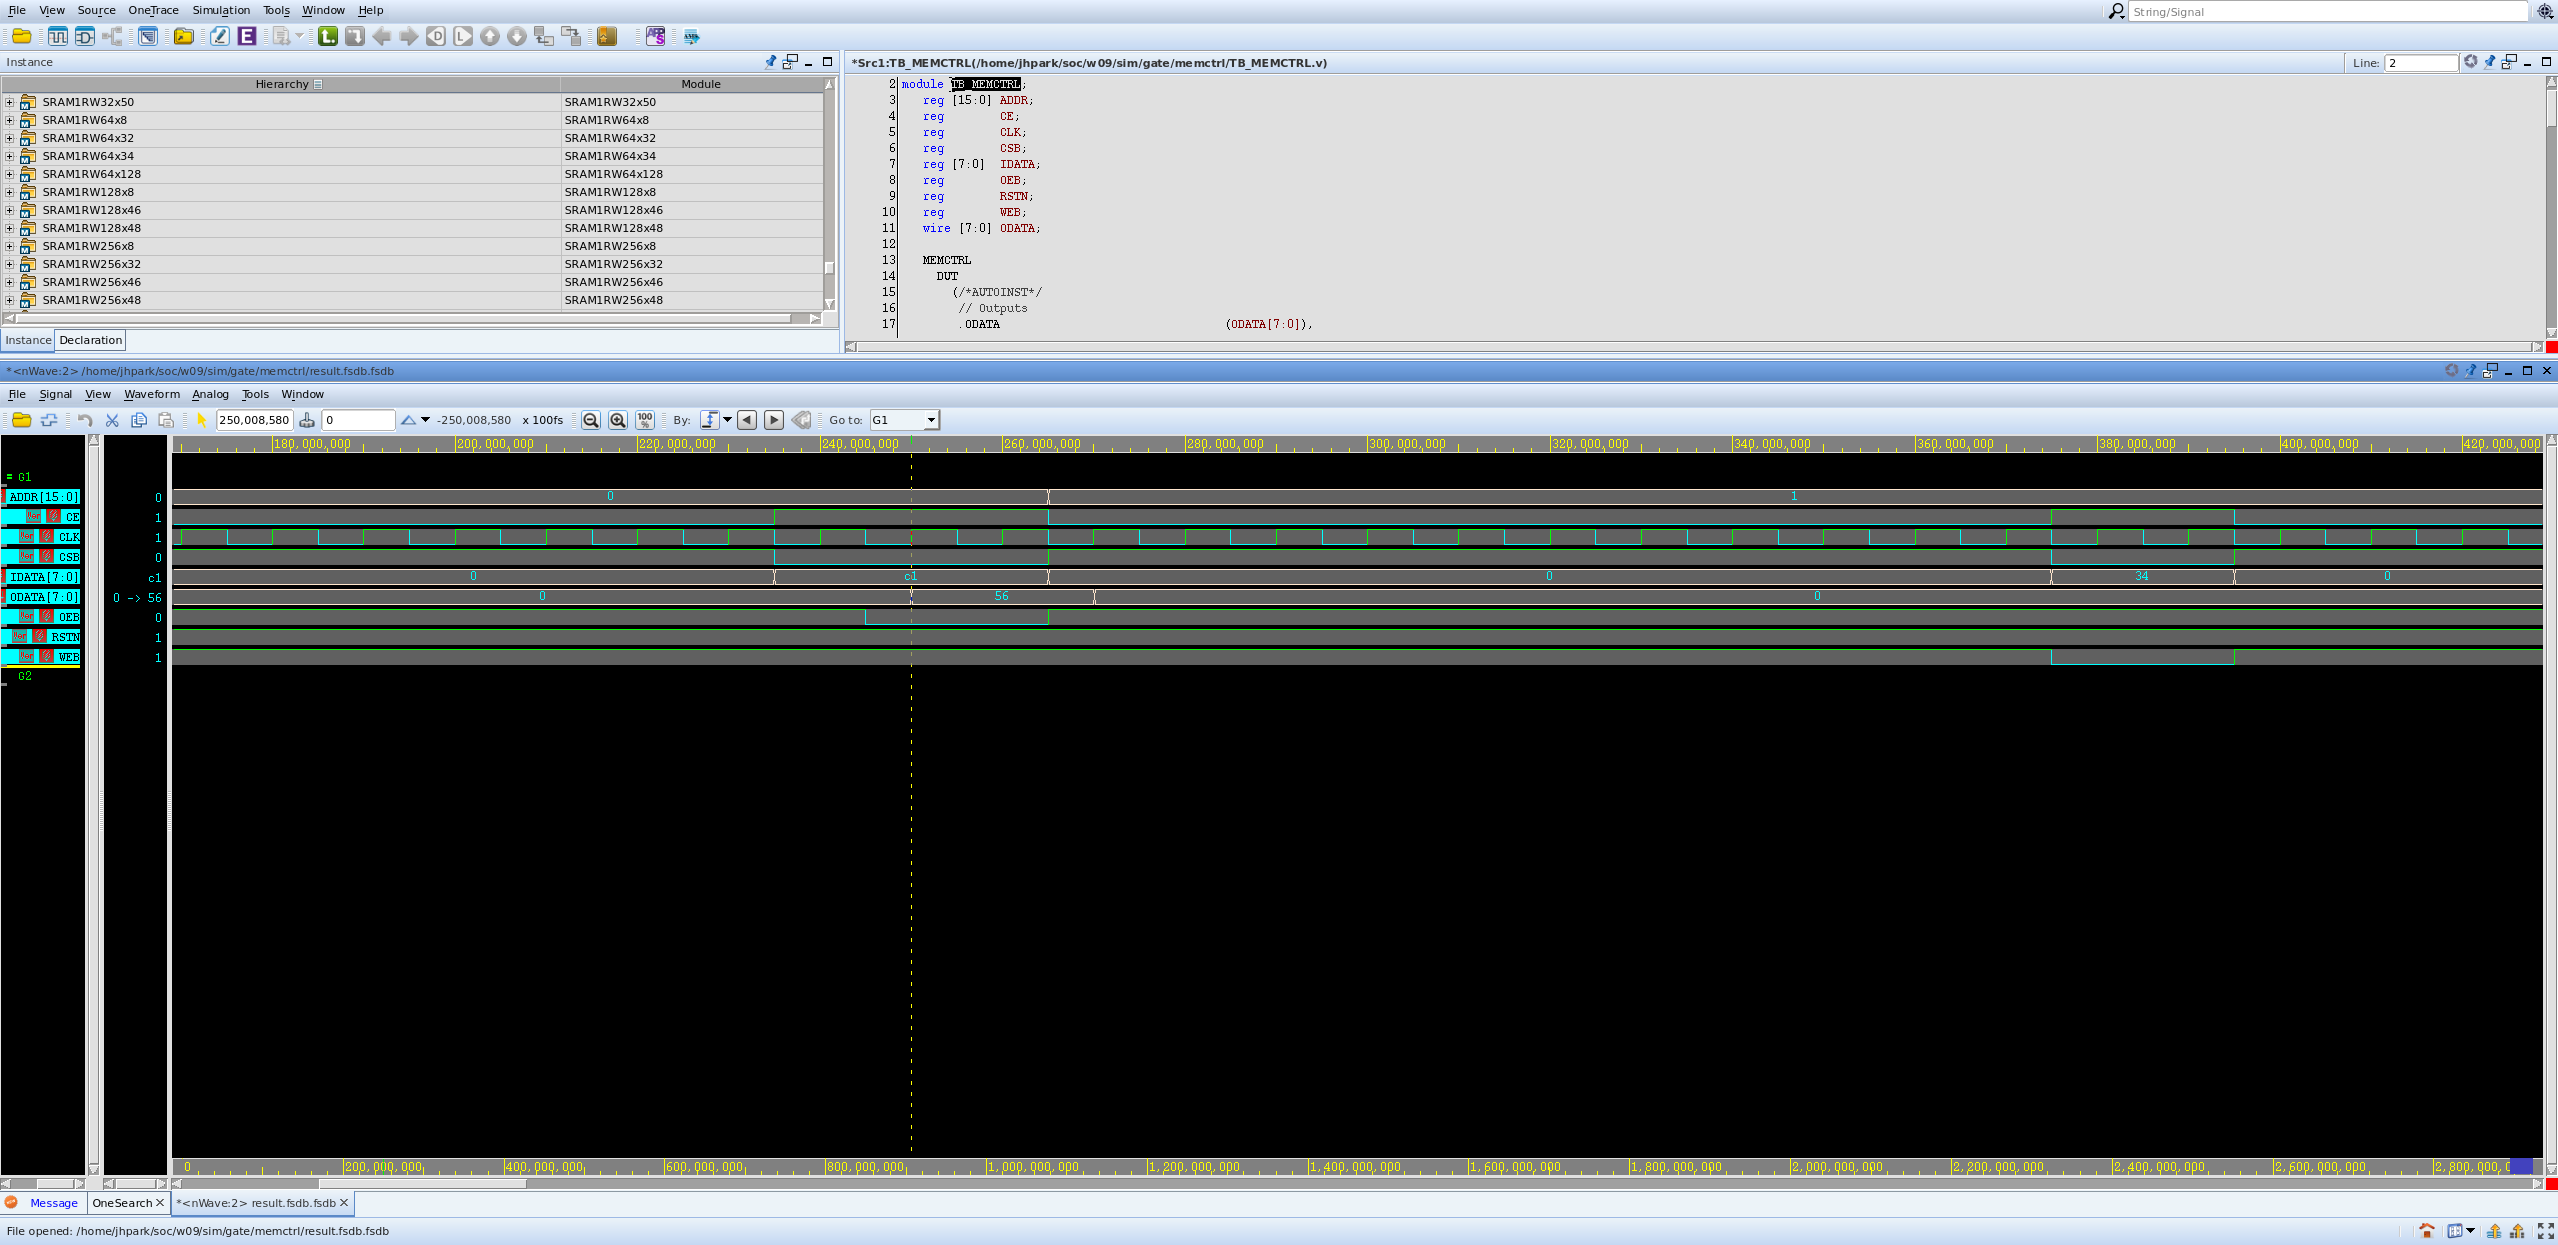 File View Source OneTrace Simulation Tools Window Help
String/Signal
Instance
Hierarchy Module
SRAM1RW32x50 SRAM1RW32x50
SRAM1RW64x8 SRAM1RW64x8
SRAM1RW64x32 SRAM1RW64x32
SRAM1RW64x34 SRAM1RW64x34
SRAM1RW64x128 SRAM1RW64x128
SRAM1RW128x8 SRAM1RW128x8
SRAM1RW128x46 SRAM1RW128x46
SRAM1RW128x48 SRAM1RW128x48
SRAM1RW256x8 SRAM1RW256x8
SRAM1RW256x32 SRAM1RW256x32
SRAM1RW256x46 SRAM1RW256x46
SRAM1RW256x48 SRAM1RW256x48
Instance Declaration
*Src1:TB_MEMCTRL(/home/jhpark/soc/w09/sim/gate/memctrl/TB_MEMCTRL.v) Line: 2
2 module TB_MEMCTRL;
3 reg [15:0] ADDR;
4 reg CE;
5 reg CLK;
6 reg CSB;
7 reg [7:0] IDATA;
8 reg OEB;
9 reg RSTN;
10 reg WEB;
11 wire [7:0] ODATA;
12
13 MEMCTRL
14 DUT
15 (/*AUTOINST*/
16 // Outputs
17 .ODATA (ODATA[7:0]),
*<nWave:2> /home/jhpark/soc/w09/sim/gate/memctrl/result.fsdb.fsdb
File Signal View Waveform Analog Tools Window
250,008,580 0 -250,008,580 x 100fs 100 % By: Go to: G1
180,000,000 200,000,000 220,000,000 240,000,000 260,000,000 280,000,000 300,000,000 320,000,000 340,000,000 360,000,000 380,000,000 400,000,000 420,000,000
= G1
ADDR[15:0] 0 0 1
CE 1
CLK 1
CSB 0
IDATA[7:0] c1 0 c1 0 34 0
ODATA[7:0] 0 -> 56 0 56 0
OEB 0
RSTN 1
WEB 1
G2
0 200,000,000 400,000,000 600,000,000 800,000,000 1,000,000,000 1,200,000,000 1,400,000,000 1,600,000,000 1,800,000,000 2,000,000,000 2,200,000,000 2,400,000,000 2,600,000,000 2,800,000,0
Message OneSearch *<nWave:2> result.fsdb.fsdb
File opened: /home/jhpark/soc/w09/sim/gate/memctrl/result.fsdb.fsdb